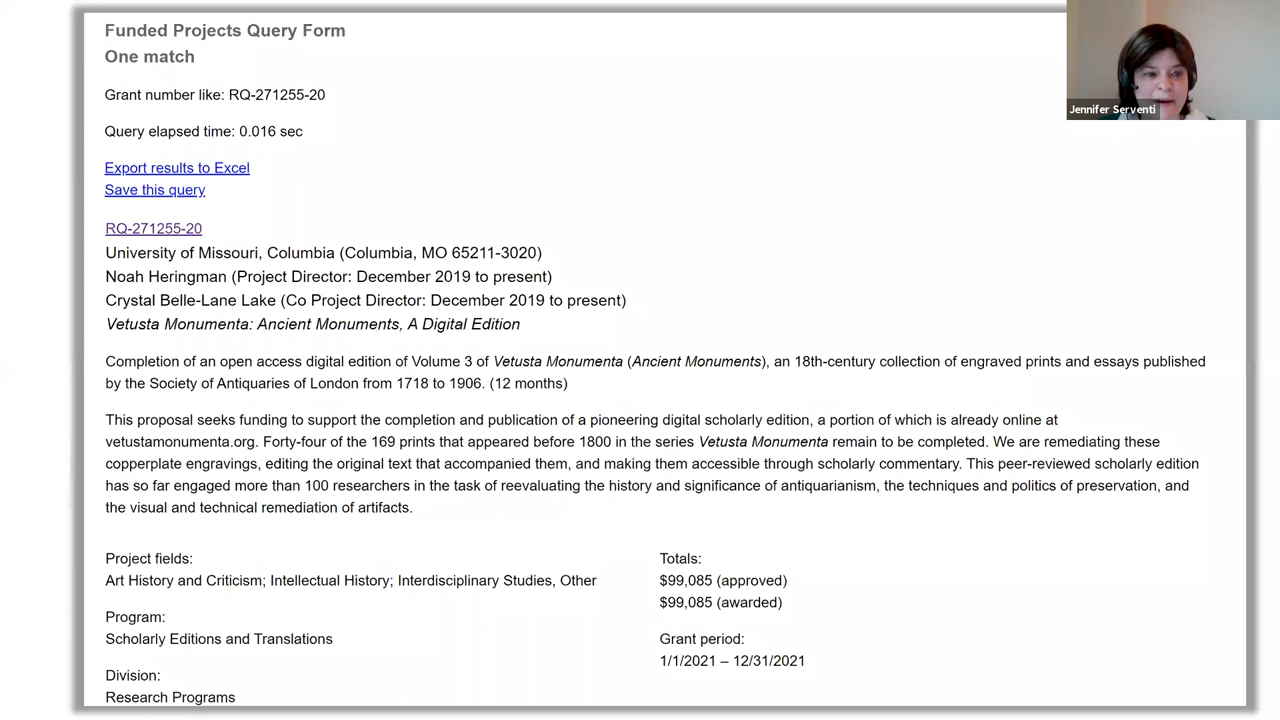 Funded Projects Query Form
One match
Grant number like: RQ-271255-20
Query elapsed time: 0.016 sec
Export results to Excel
Save this query
RQ-271255-20
University of Missouri, Columbia (Columbia, MO 65211-3020)
Noah Heringman (Project Director: December 2019 to present)
Crystal Belle-Lane Lake (Co Project Director: December 2019 to present)
Vetusta Monumenta: Ancient Monuments, A Digital Edition
Completion of an open access digital edition of Volume 3 of Vetusta Monumenta (Ancient Monuments), an 18th-century collection of engraved prints and essays published
by the Society of Antiquaries of London from 1718 to 1906. (12 months)
This proposal seeks funding to support the completion and publication of a pioneering digital scholarly edition, a portion of which is already online at
vetustamonumenta.org. Forty-four of the 169 prints that appeared before 1800 in the series Vetusta Monumenta remain to be completed. We are remediating these
copperplate engravings, editing the original text that accompanied them, and making them accessible through scholarly commentary. This peer-reviewed scholarly edition
has so far engaged more than 100 researchers in the task of reevaluating the history and significance of antiquarianism, the techniques and politics of preservation, and
the visual and technical remediation of artifacts.
Project fields:
Art History and Criticism; Intellectual History; Interdisciplinary Studies, Other
Program:
Scholarly Editions and Translations
Division:
Research Programs
Totals:
$99,085 (approved)
$99,085 (awarded)
Grant period:
1/1/2021 – 12/31/2021
Jennifer Serventi